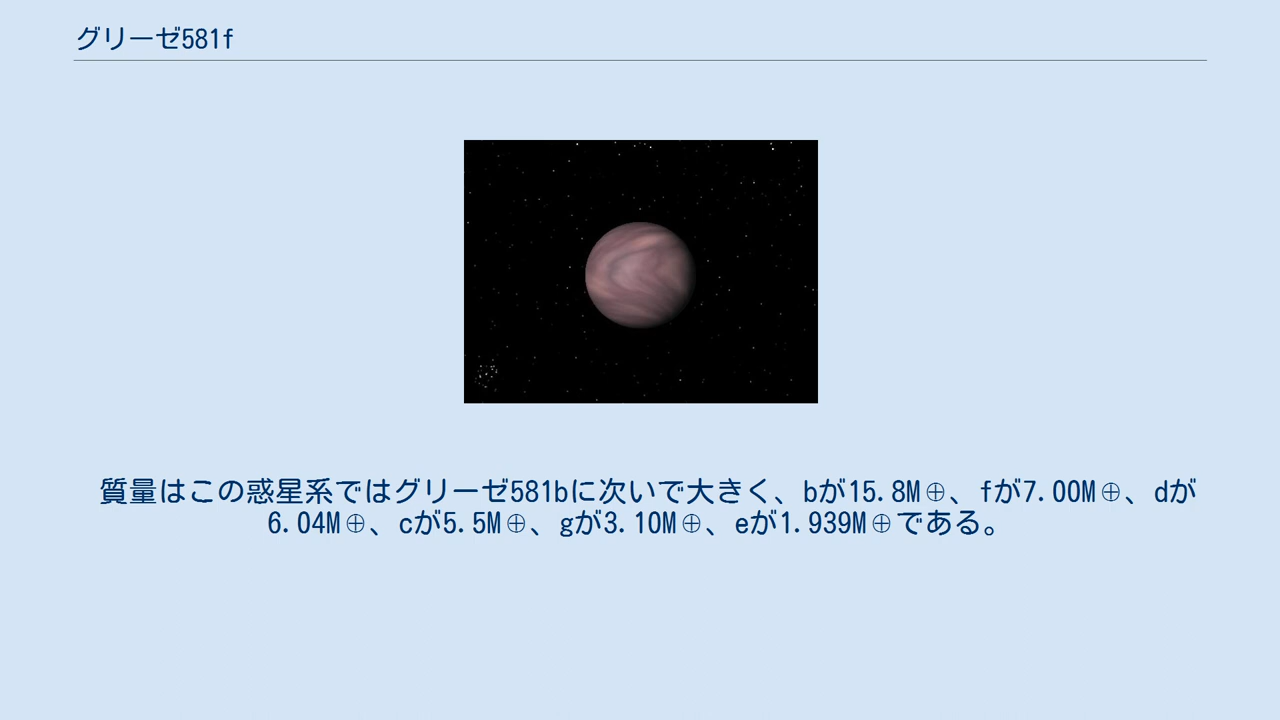 グリーゼ581f
質量はこの惑星系ではグリーゼ581bに次いで大きく、bが15.8M⊕、fが7.00M⊕、dが
6.04M⊕、cが5.5M⊕、gが3.10M⊕、eが1.939M⊕である。